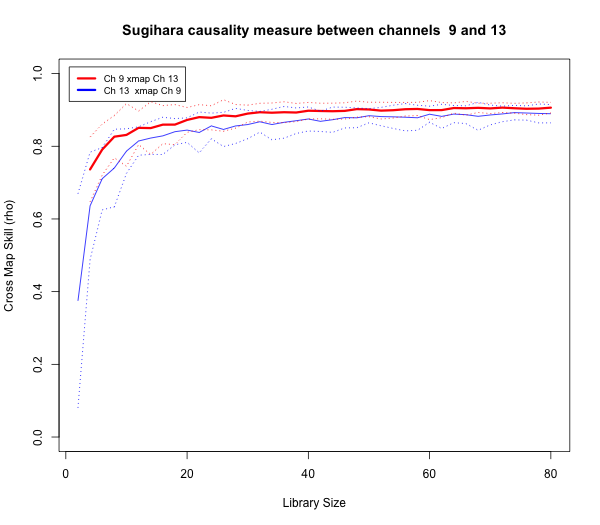 Sugihara causality measure between channels  9 and 13
Ch 9 xmap Ch 13
Ch 13  xmap Ch 9
1.0
0.8
0.6
0.4
0.2
0.0
Cross Map Skill (rho)
0 20 40 60 80
Library Size